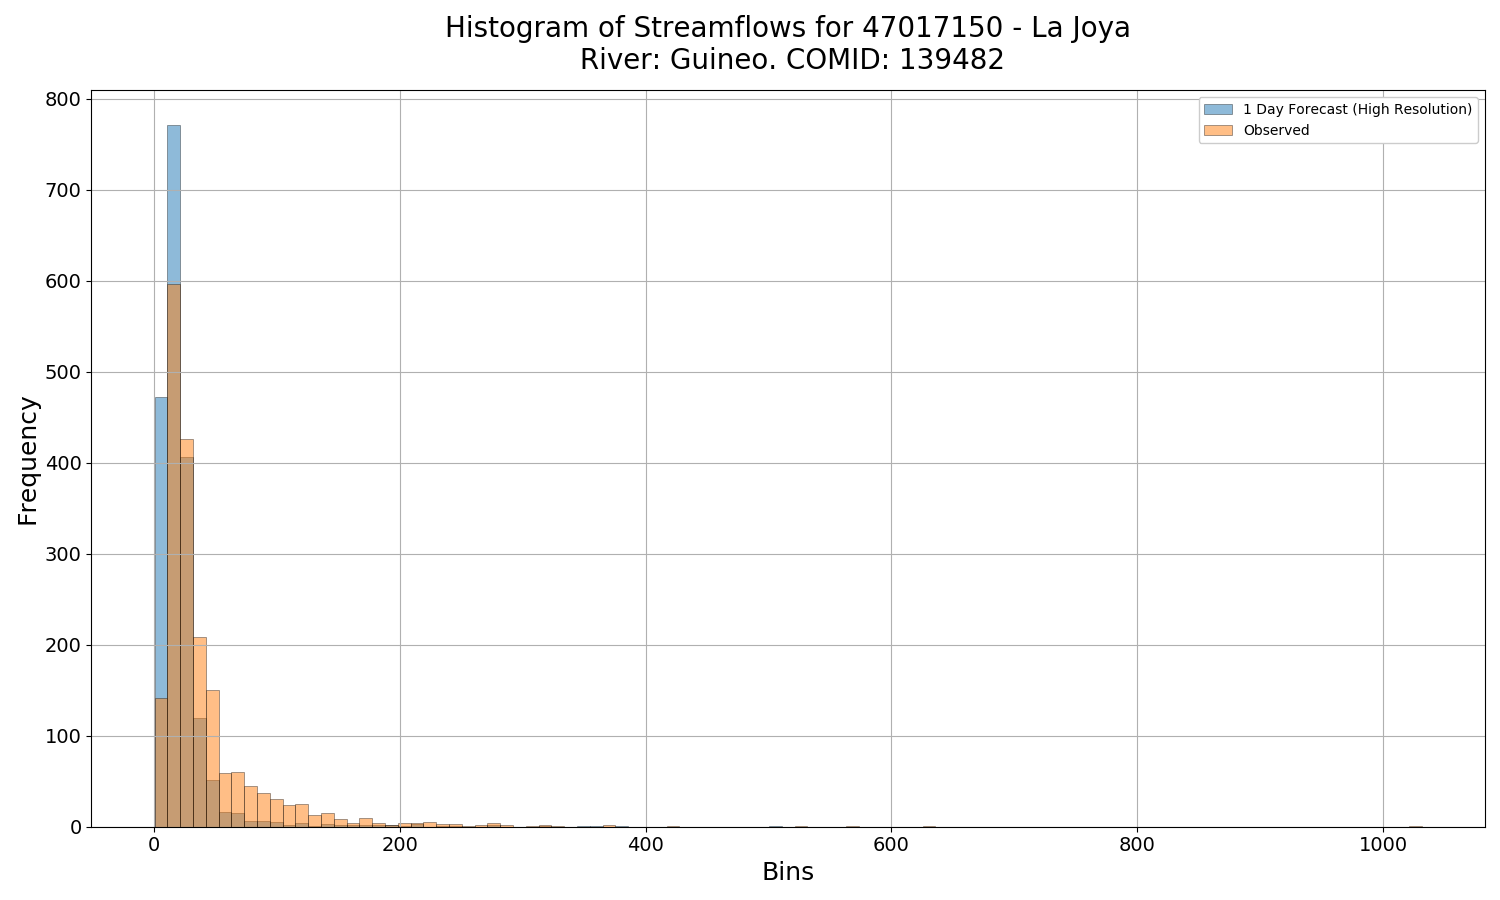 Histogram of Streamflows for 47017150 - La Joya
River: Guineo. COMID: 139482
1 Day Forecast (High Resolution)
Observed
Frequency
800
700
600
500
400
300
200
100
0
0 200 400 600 800 1000
Bins